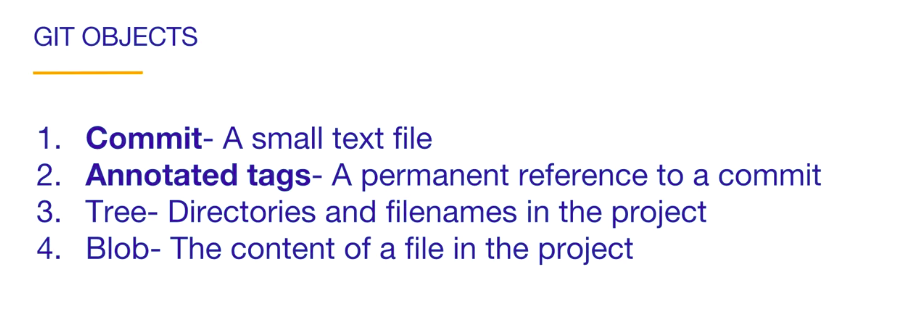 GIT OBJECTS
1. Commit- A small text file
2. Annotated tags- A permanent reference to a commit
3. Tree- Directories and filenames in the project
4. Blob- The content of a file in the project